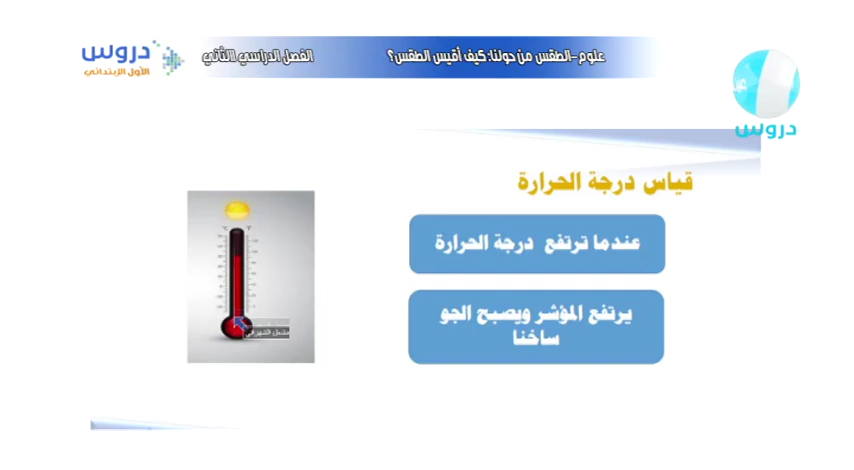 علوم -الطقس من حولنا: كيف أقيس الطقس؟
الفصل الدراسي الثاني
دروس
الأول الإبتدائي
دروس
قياس درجة الحرارة
عندما ترتفع درجة الحرارة
يرتفع المؤشر ويصبح الجو
ساخنا
°C
°F